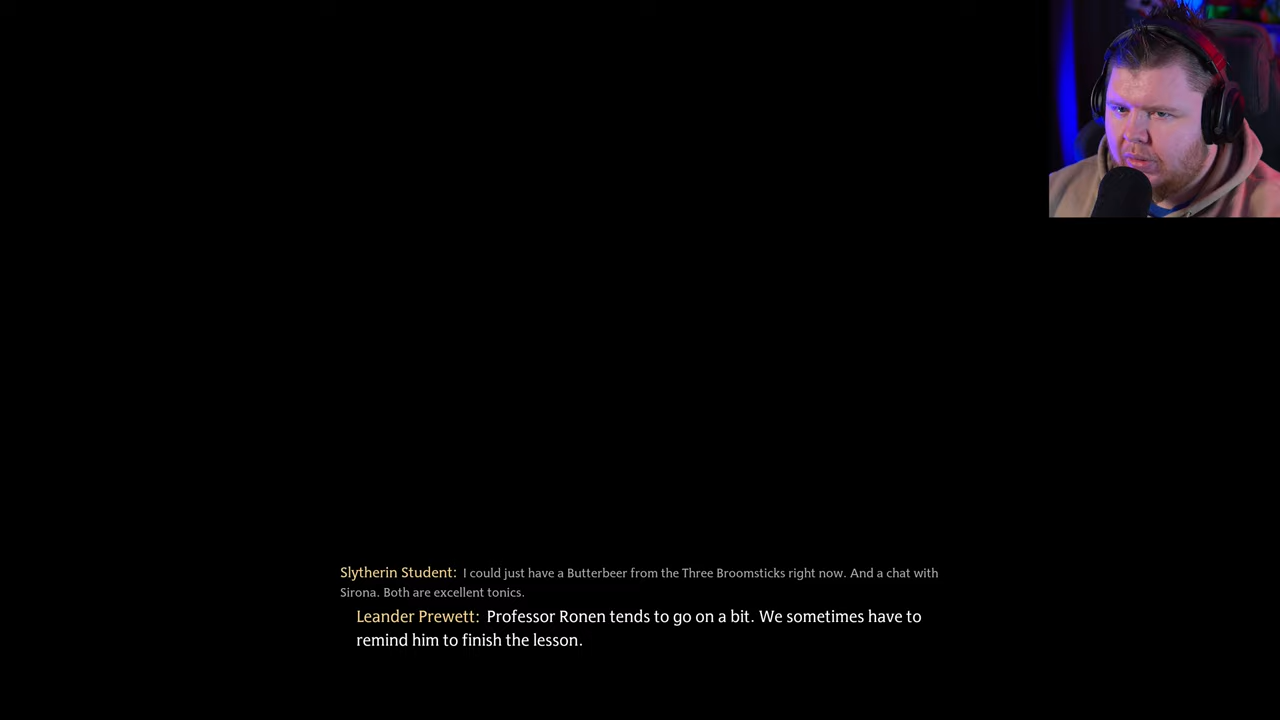 Slytherin Student: I could just have a Butterbeer from the Three Broomsticks right now. And a chat with
Sirona. Both are excellent tonics.
Leander Prewett: Professor Ronen tends to go on a bit. We sometimes have to
remind him to finish the lesson.